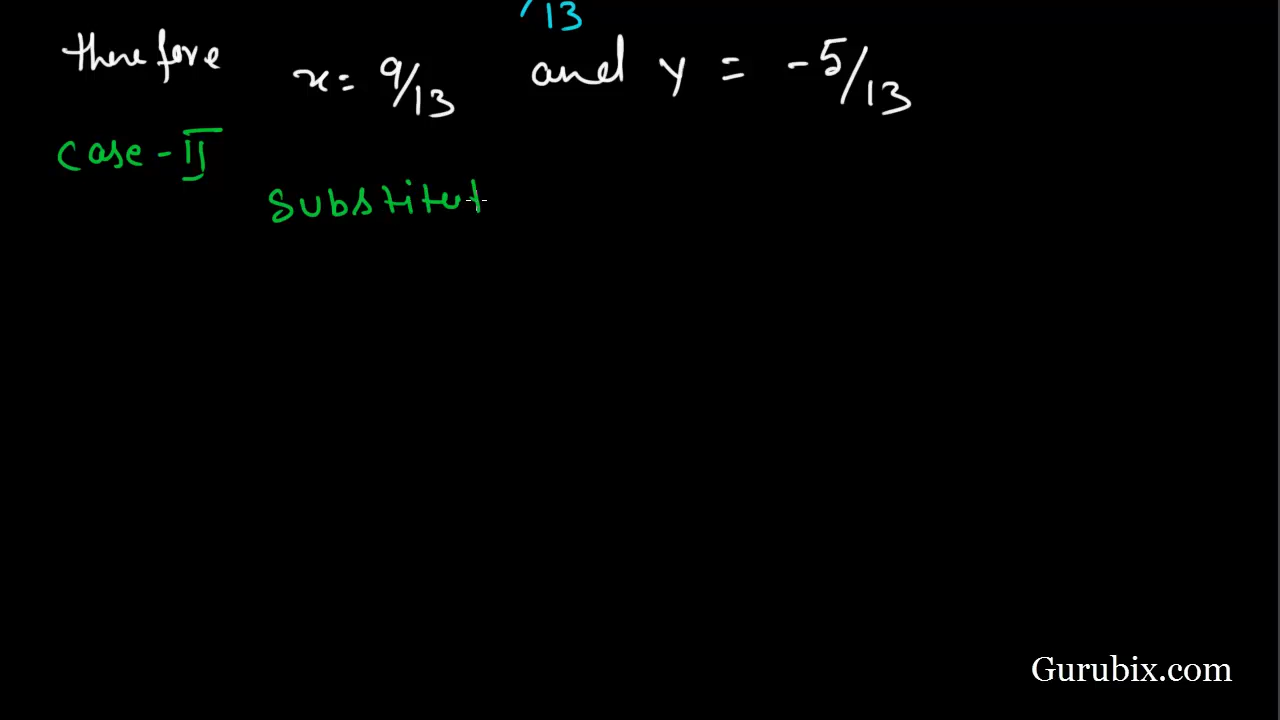 /13
therefore x = 9/13 and y = -5/13
Case - II
Substitut
Gurubix.com